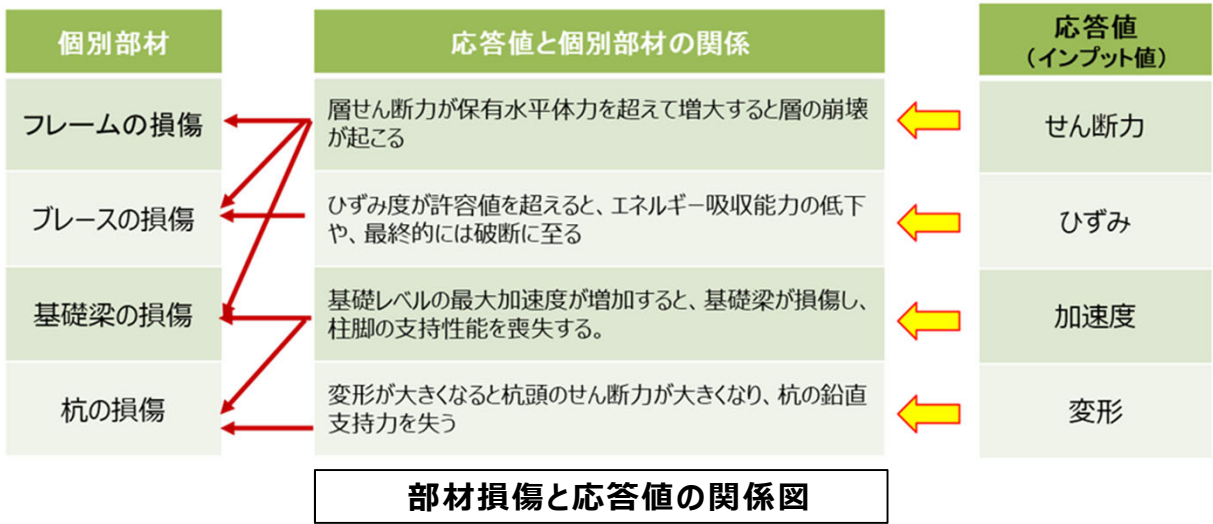 個別部材
応答値と個別部材の関係
応答値
（インプット値）
フレームの損傷
層せん断力が保有水平体力を超えて増大すると層の崩壊
が起こる
せん断力
ブレースの損傷
ひずみ度が許容値を超えると、エネルギー吸収能力の低下
や、最終的には破断に至る
ひずみ
基礎梁の損傷
基礎レベルの最大加速度が増加すると、基礎梁が損傷し、
柱脚の支持性能を喪失する。
加速度
杭の損傷
変形が大きくなると杭頭のせん断力が大きくなり、杭の鉛直
支持力を失う
変形
部材損傷と応答値の関係図